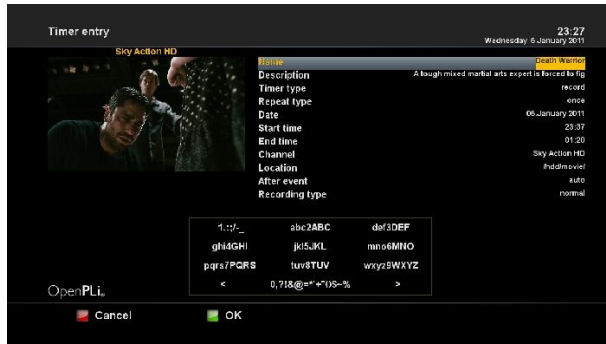 Timer entry 23:27
Wednesday 6 January 2011
Sky Action HD
Name Death Warrior
Description A tough mixed martial arts expert is forced to fig
Timer type record
Repeat type once
Date 06 January 2011
Start time 23:37
End time 01:20
Channel Sky Action HD
Location /hdd/movie/
After event auto
Recording type normal
1.:;/-_ abc2ABC def3DEF
ghi4GHI jkl5JKL mno6MNO
pqrs7PQRS tuv8TUV wxyz9WXYZ
< 0,?!&@=*'+"()$~% >
OpenPLi®
Cancel OK